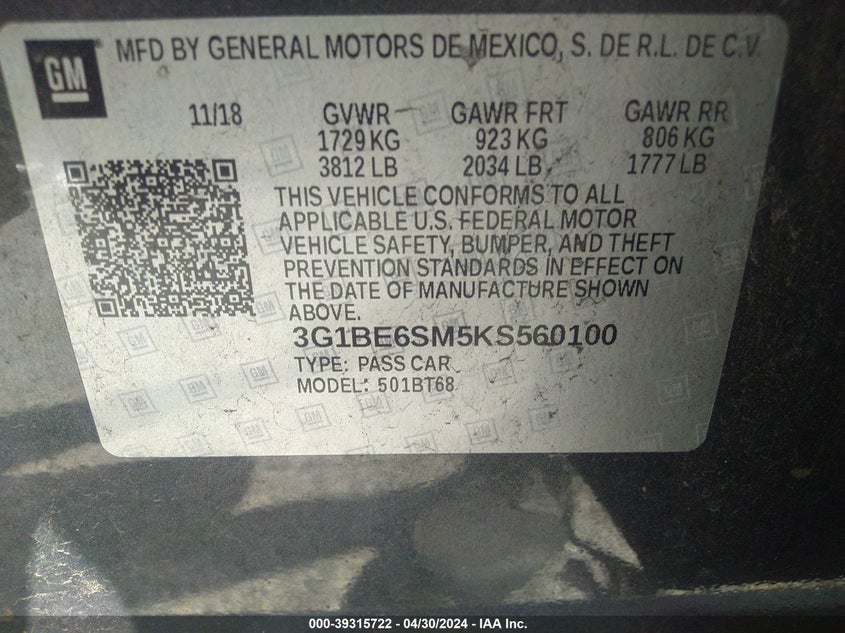 GM
MFD BY GENERAL MOTORS DE MEXICO, S. DE R.L. DE C.V.
11/18 GVWR GAWR FRT GAWR RR
1729 KG 923 KG 806 KG
3812 LB 2034 LB 1777 LB
THIS VEHICLE CONFORMS TO ALL
APPLICABLE U.S. FEDERAL MOTOR
VEHICLE SAFETY, BUMPER, AND THEFT
PREVENTION STANDARDS IN EFFECT ON
THE DATE OF MANUFACTURE SHOWN
ABOVE.
3G1BE6SM5KS560100
TYPE: PASS CAR
MODEL: 501BT68
000-39315722 - 04/30/2024 - IAA Inc.